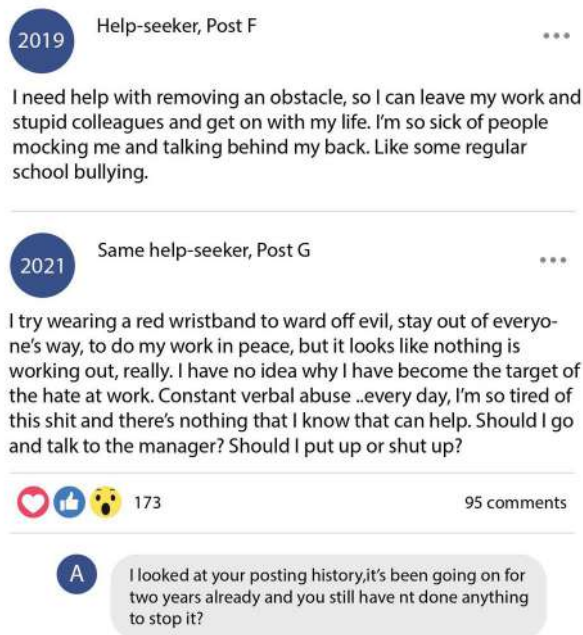 2019
Help-seeker, Post F
I need help with removing an obstacle, so I can leave my work and
stupid colleagues and get on with my life. I'm so sick of people
mocking me and talking behind my back. Like some regular
school bullying.
2021
Same help-seeker, Post G
I try wearing a red wristband to ward off evil, stay out of everyo-
ne's way, to do my work in peace, but it looks like nothing is
working out, really. I have no idea why I have become the target of
the hate at work. Constant verbal abuse ..every day, I'm so tired of
this shit and there's nothing that I know that can help. Should I go
and talk to the manager? Should I put up or shut up?
173
95 comments
A
I looked at your posting history,it's been going on for
two years already and you still have nt done anything
to stop it?